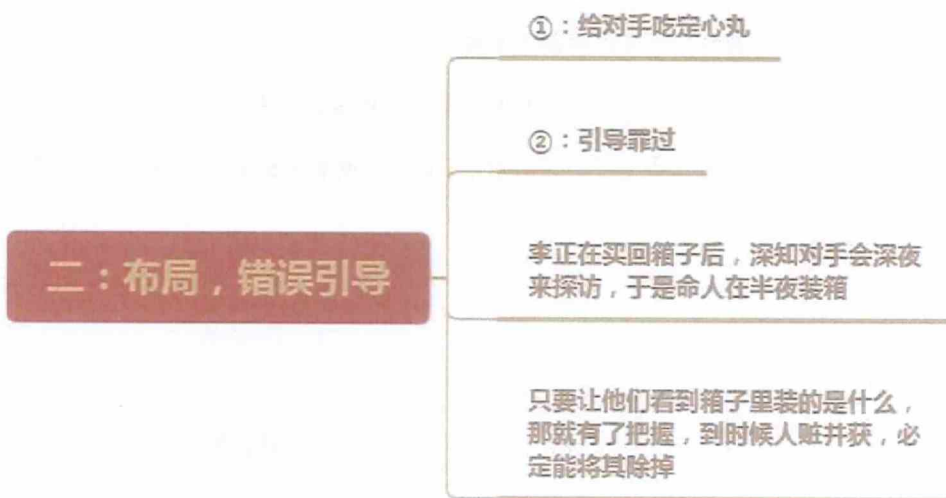 ①：给对手吃定心丸
②：引导罪过
二：布局，错误引导
李正在买回箱子后，深知对手会深夜
来探访，于是命人在半夜装箱
只要让他们看到箱子里装的是什么，
那就有了把握，到时候人赃并获，必
定能将其除掉